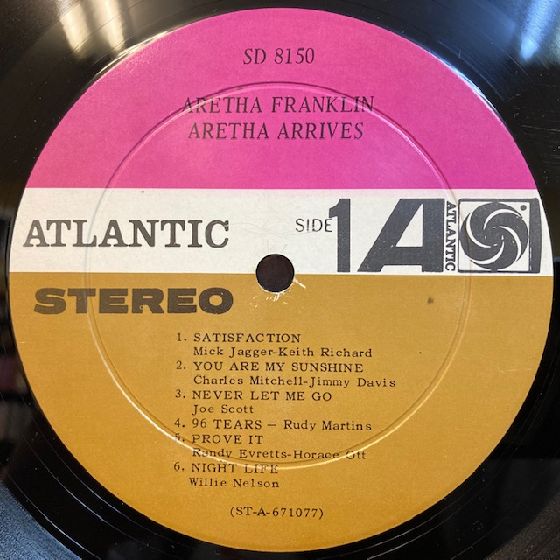 SD 8150
ARETHA FRANKLIN
ARETHA ARRIVES
ATLANTIC
SIDE 1
ATLANTIC
STEREO
1. SATISFACTION
Mick Jagger-Keith Richard
2. YOU ARE MY SUNSHINE
Charles Mitchell-Jimmy Davis
3. NEVER LET ME GO
Joe Scott
4. 96 TEARS — Rudy Martins
5. PROVE IT
Randy Evretts-Horace Ott
6. NIGHT LIFE
Willie Nelson
(ST-A-671077)